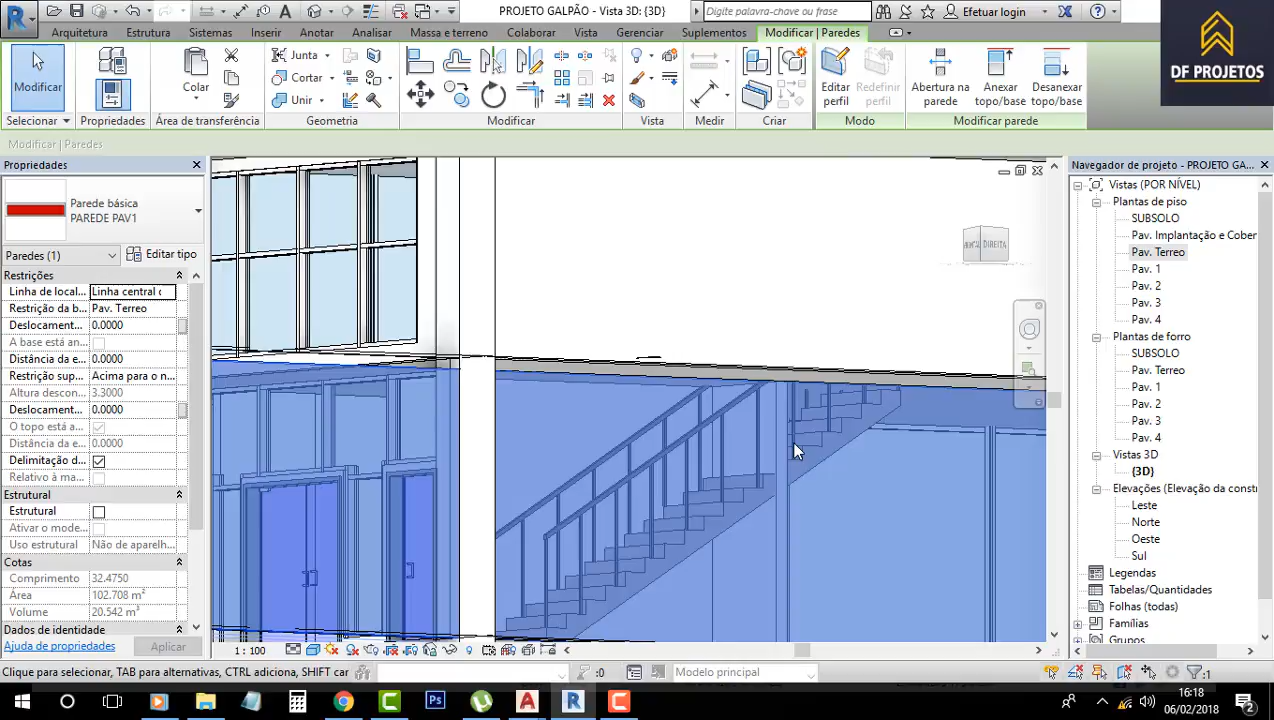 PROJETO GALPÃO - Vista 3D: {3D}
Digite palavra-chave ou frase
Efetuar login
Arquitetura
Estrutura
Sistemas
Inserir
Anotar
Analisar
Massa e terreno
Colaborar
Vista
Gerenciar
Suplementos
Modificar | Paredes
DF PROJETOS
Modificar
Propriedades
Colar
Junta
Cortar
Unir
Editar perfil
Redefinir perfil
Abertura na parede
Anexar topo/base
Desanexar topo/base
Selecionar
Propriedades
Área de transferência
Geometria
Modificar
Vista
Medir
Criar
Modo
Modificar parede
Modificar | Paredes
Propriedades
Parede básica
PAREDE PAV1
Paredes (1)
Editar tipo
Restrições
Linha de local... Linha central c
Restrição da b... Pav. Terreo
Deslocament... 0.0000
A base está an...
Distância da e... 0.0000
Restrição sup... Acima para o n...
Altura descon... 3.3000
Deslocament... 0.0000
O topo está a...
Distância da e... 0.0000
Delimitação d...
Relativo à ma...
Estrutural
Estrutural
Ativar o mode...
Uso estrutural Não de aparelh...
Cotas
Comprimento 32.4750
Área 102.708 m²
Volume 20.542 m³
Dados de identidade
Ajuda de propriedades
Aplicar
DIREITA
1 : 100
Navegador de projeto - PROJETO GA...
Vistas (POR NÍVEL)
Plantas de piso
SUBSOLO
Pav. Implantação e Cober
Pav. Terreo
Pav. 1
Pav. 2
Pav. 3
Pav. 4
Plantas de forro
SUBSOLO
Pav. Terreo
Pav. 1
Pav. 2
Pav. 3
Pav. 4
Vistas 3D
{3D}
Elevações (Elevação da constr
Leste
Norte
Oeste
Sul
Legendas
Tabelas/Quantidades
Folhas (todas)
Famílias
Grupos
Clique para selecionar, TAB para alternativas, CTRL adiciona, SHIFT car
:0
Modelo principal
:1
16:18
06/02/2018